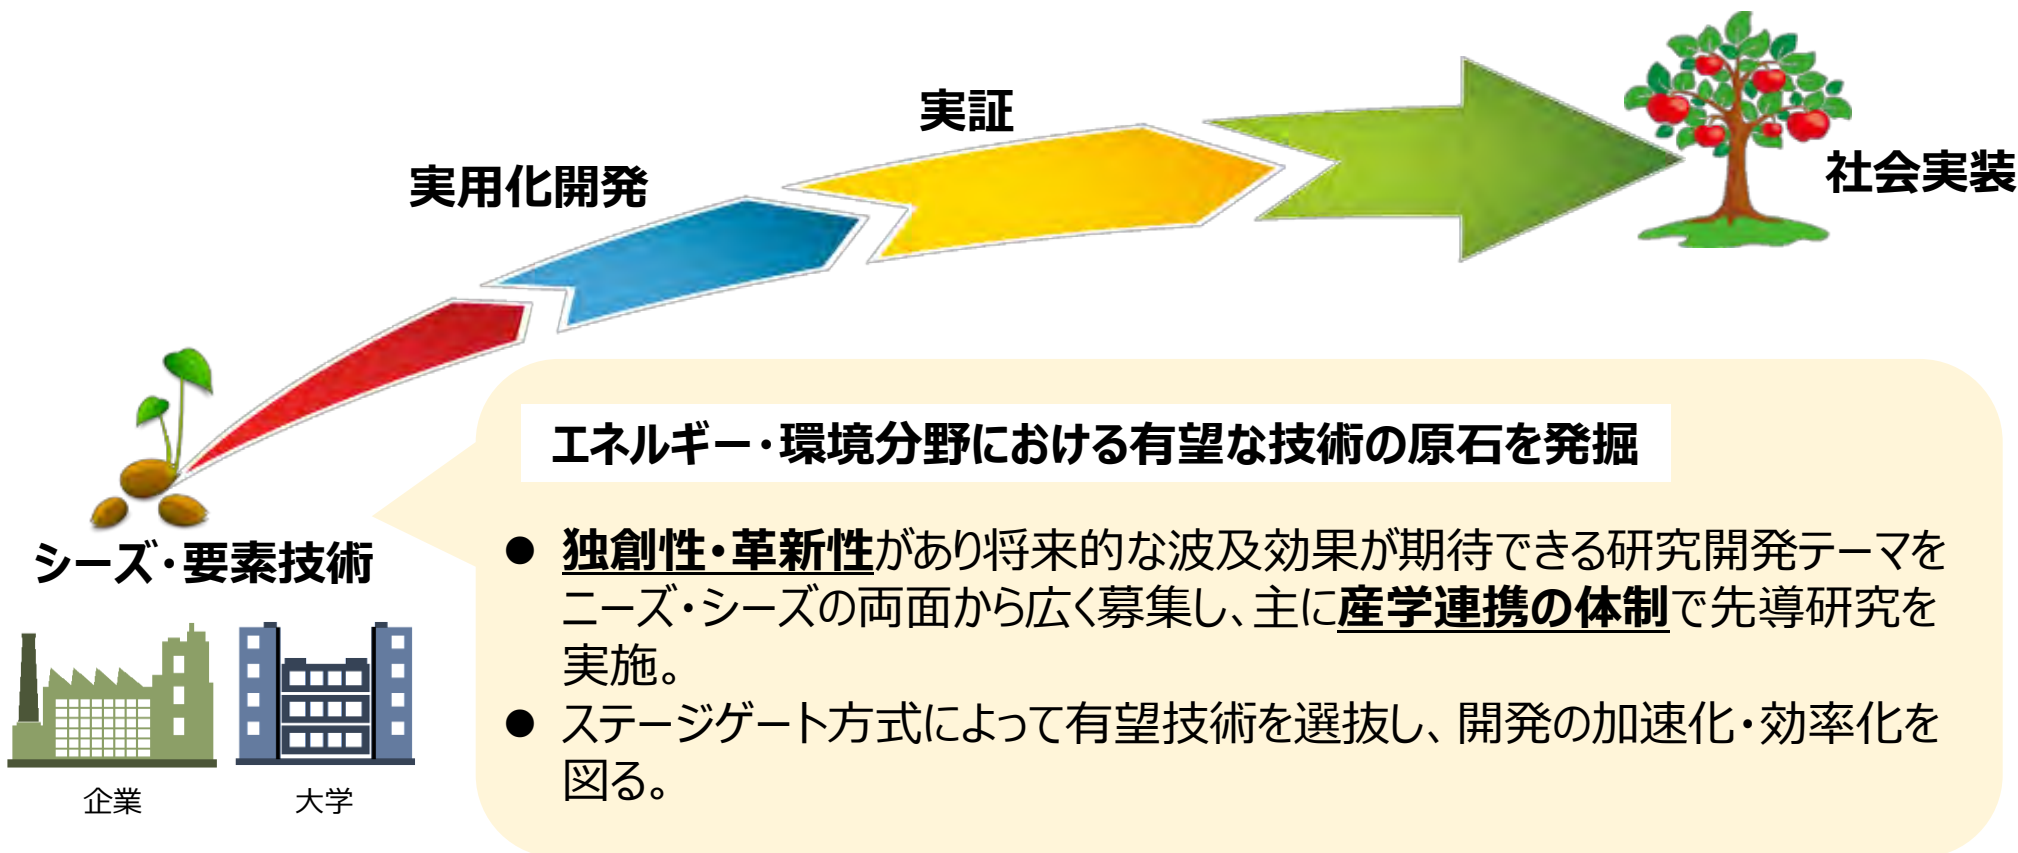 実証
実用化開発
社会実装
シーズ・要素技術
企業
大学
エネルギー・環境分野における有望な技術の原石を発掘
● 独創性・革新性があり将来的な波及効果が期待できる研究開発テーマを
ニーズ・シーズの両面から広く募集し、主に産学連携の体制で先導研究を
実施。
● ステージゲート方式によって有望技術を選抜し、開発の加速化・効率化を
図る。